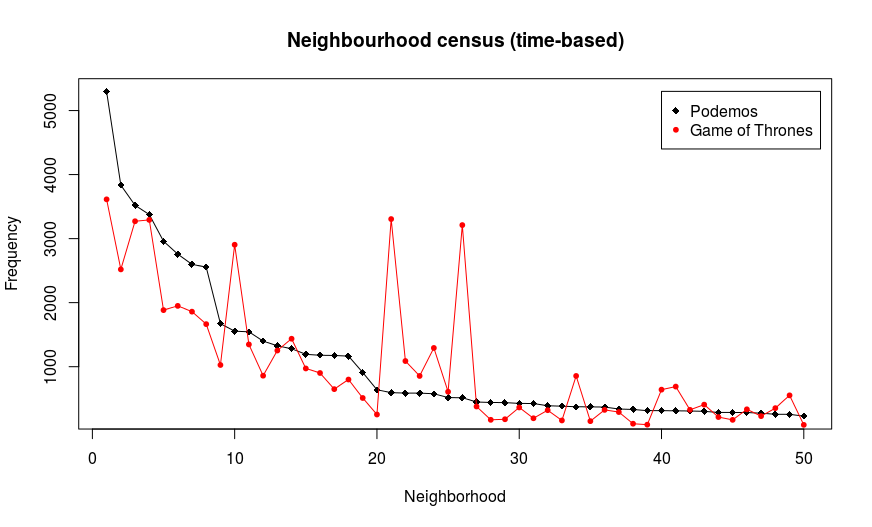 Neighbourhood census (time-based)
Podemos
Game of Thrones
Frequency
5000
4000
3000
2000
1000
0 10 20 30 40 50
Neighborhood